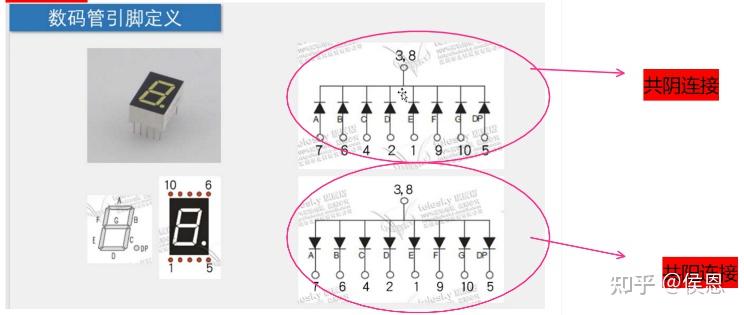 数码管引脚定义
3,8
A B C D E F G DP
7 6 4 2 1 9 10 5
共阴连接
A
F G B
E C
D DP
10 6
1 5
3,8
A B C D E F G DP
7 6 4 2 1 9 10 5
共阳连接
知乎 @侯恩